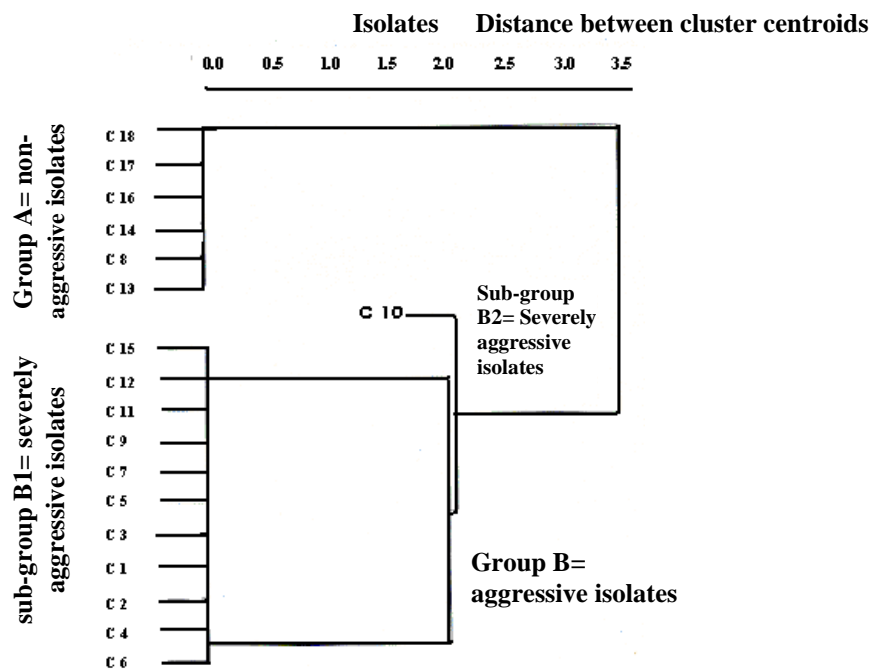 Isolates Distance between cluster centroids
0.0 0.5 1.0 1.5 2.0 2.5 3.0 3.5
Group A= non-
aggressive isolates
C 18
C 17
C 16
C 14
C 8
C 13
C 10
Sub-group
B2= Severely
aggressive
isolates
sub-group B1= severely
aggressive isolates
C 15
C 12
C 11
C 9
C 7
C 5
C 3
C 1
C 2
C 4
C 6
Group B=
aggressive isolates